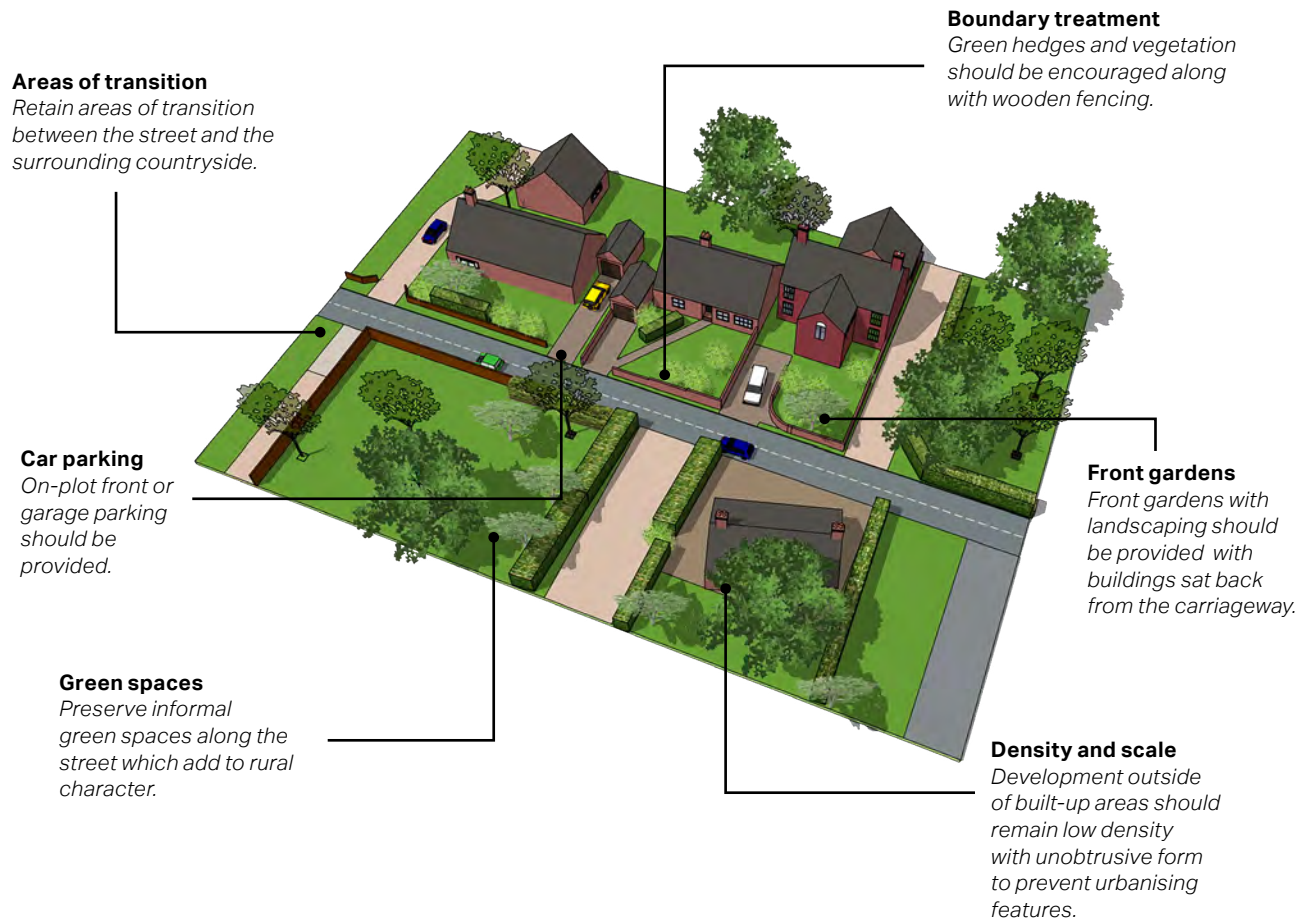 Boundary treatment
Green hedges and vegetation
should be encouraged along
with wooden fencing.
Areas of transition
Retain areas of transition
between the street and the
surrounding countryside.
Car parking
On-plot front or
garage parking
should be
provided.
Front gardens
Front gardens with
landscaping should
be provided with
buildings sat back
from the carriageway.
Green spaces
Preserve informal
green spaces along the
street which add to rural
character.
Density and scale
Development outside
of built-up areas should
remain low density
with unobtrusive form
to prevent urbanising
features.